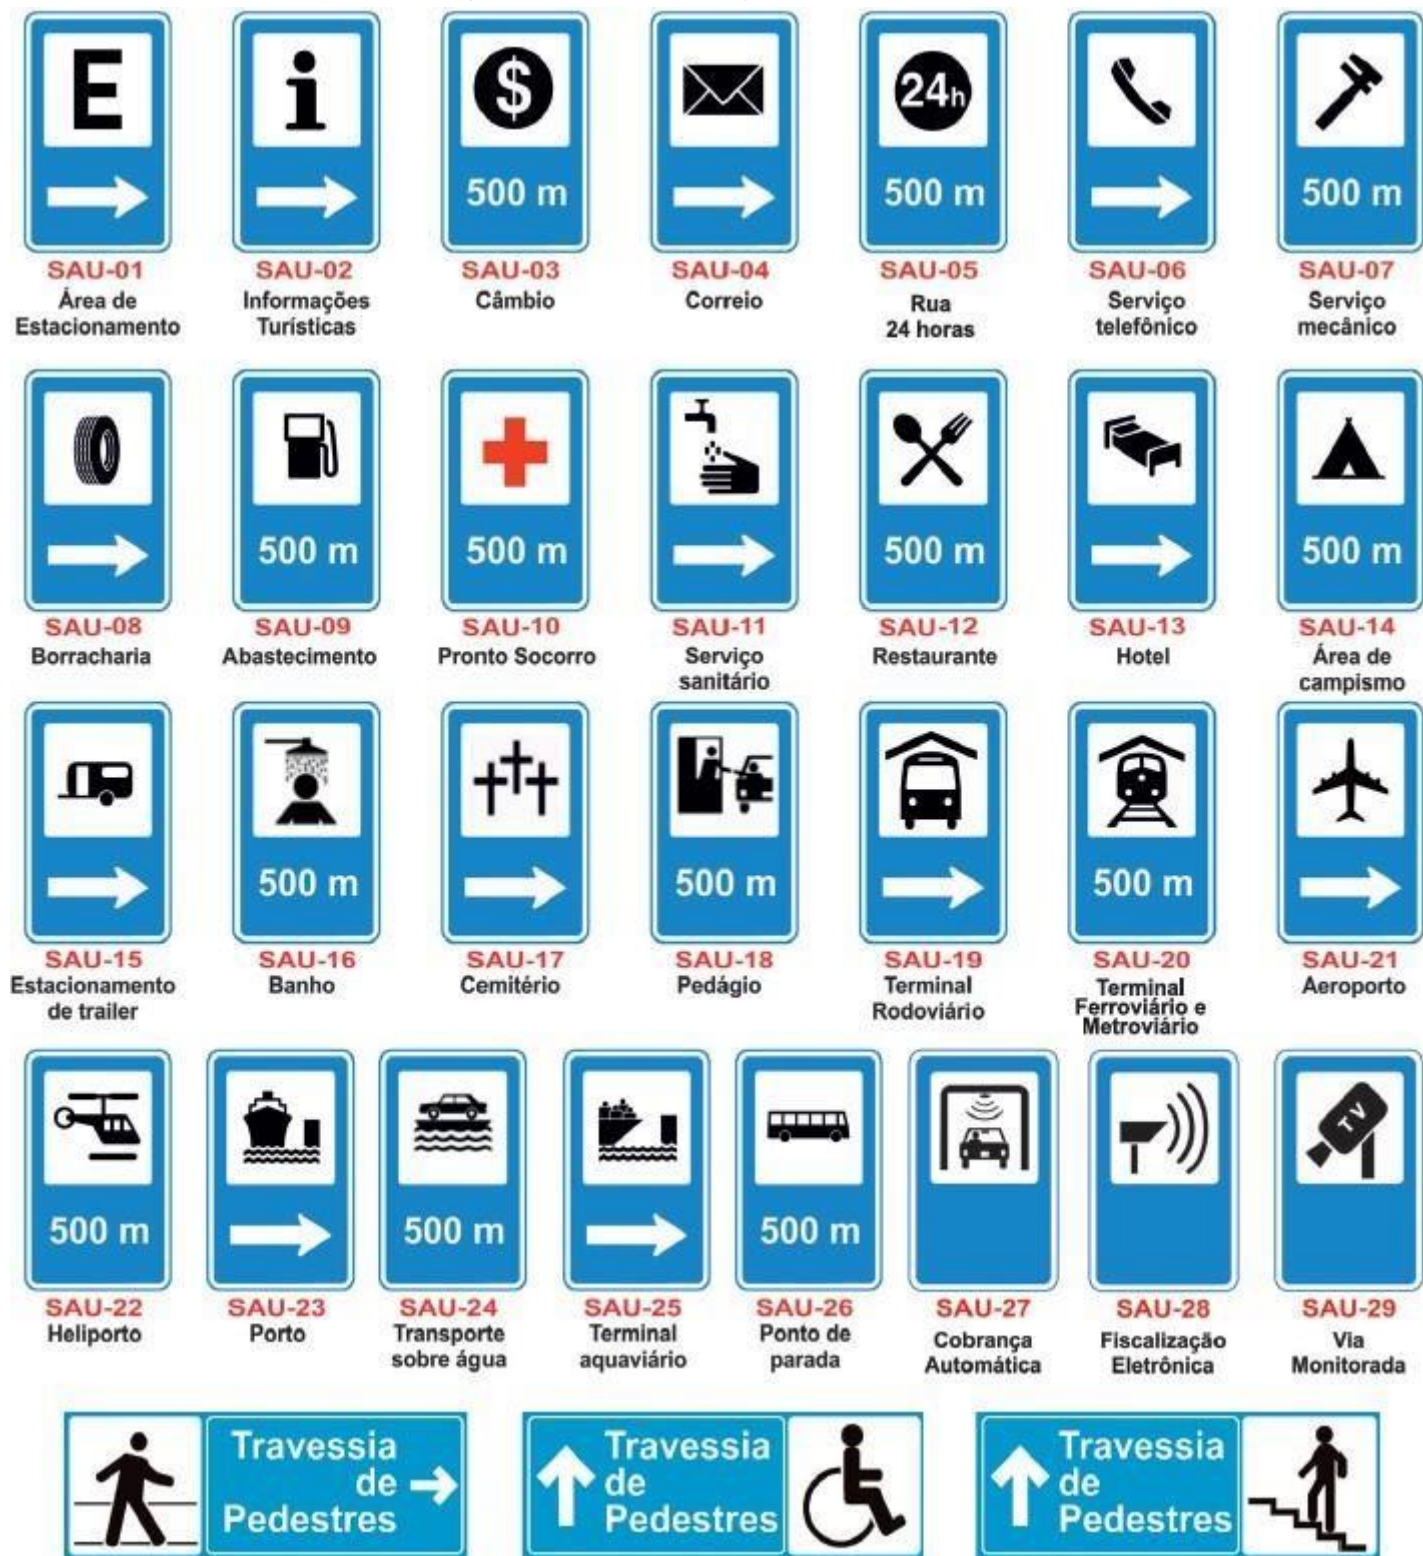 E
i
$
24h
500 m
500 m
500 m
SAU-01
SAU-02
SAU-03
SAU-04
SAU-05
SAU-06
SAU-07
Área de
Estacionamento
Informações
Turísticas
Câmbio
Correio
Rua
24 horas
Serviço
telefônico
Serviço
mecânico
500 m
500 m
500 m
500 m
SAU-08
SAU-09
SAU-10
SAU-11
SAU-12
SAU-13
SAU-14
Borracharia
Abastecimento
Pronto Socorro
Serviço
sanitário
Restaurante
Hotel
Área de
campismo
500 m
500 m
500 m
SAU-15
SAU-16
SAU-17
SAU-18
SAU-19
SAU-20
SAU-21
Estacionamento
de trailer
Banho
Cemitério
Pedágio
Terminal
Rodoviário
Terminal
Ferroviário e
Metroviário
Aeroporto
TV
500 m
500 m
500 m
SAU-22
SAU-23
SAU-24
SAU-25
SAU-26
SAU-27
SAU-28
SAU-29
Heliporto
Porto
Transporte
sobre água
Terminal
aquaviário
Ponto de
parada
Cobrança
Automática
Fiscalização
Eletrônica
Via
Monitorada
Travessia
de
Pedestres
Travessia
de
Pedestres
Travessia
de
Pedestres